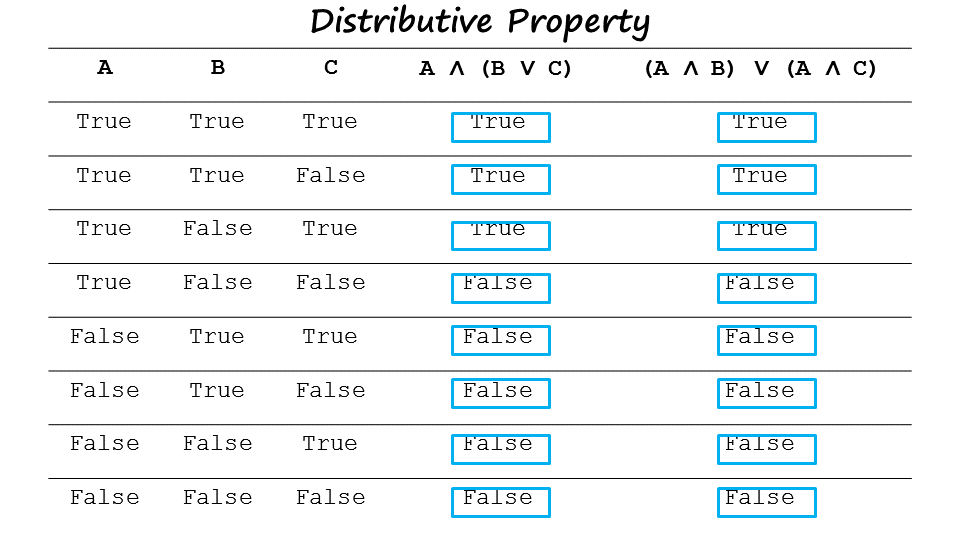 Distributive Property
A B C A ∧ (B ∨ C) (A ∧ B) ∨ (A ∧ C)
True True True True True
True True False True True
True False True True True
True False False False False
False True True False False
False True False False False
False False True False False
False False False False False